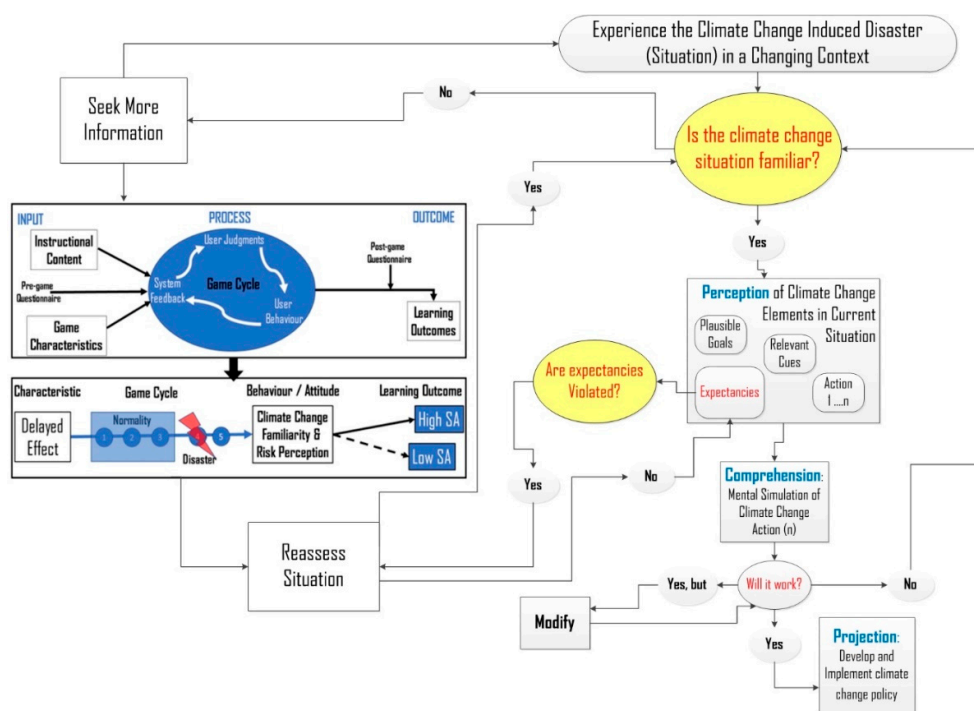 Experience the Climate Change Induced Disaster
(Situation) in a Changing Context
Seek More
Information
No
Is the climate change
situation familiar?
Yes
Yes
INPUT
PROCESS
OUTCOME
Instructional
Content
User Judgments
Post-game
Questionnaire
Pre-game
Questionnaire
System
Feedback
Game Cycle
User
Behaviour
Learning
Outcomes
Game
Characteristics
Perception of Climate Change
Elements in Current
Situation
Plausible
Goals
Relevant
Cues
Expectancies
Action
1 ....n
Are expectancies
Violated?
Characteristic
Game Cycle
Behaviour / Attitude
Learning Outcome
Delayed
Effect
Normality
1 2 3 4 5
Disaster
Climate Change
Familiarity &
Risk Perception
High SA
Low SA
Yes
No
Comprehension:
Mental Simulation of
Climate Change
Action (n)
Reassess
Situation
Yes, but
Will it work?
No
Modify
Yes
Projection:
Develop and
Implement climate
change policy